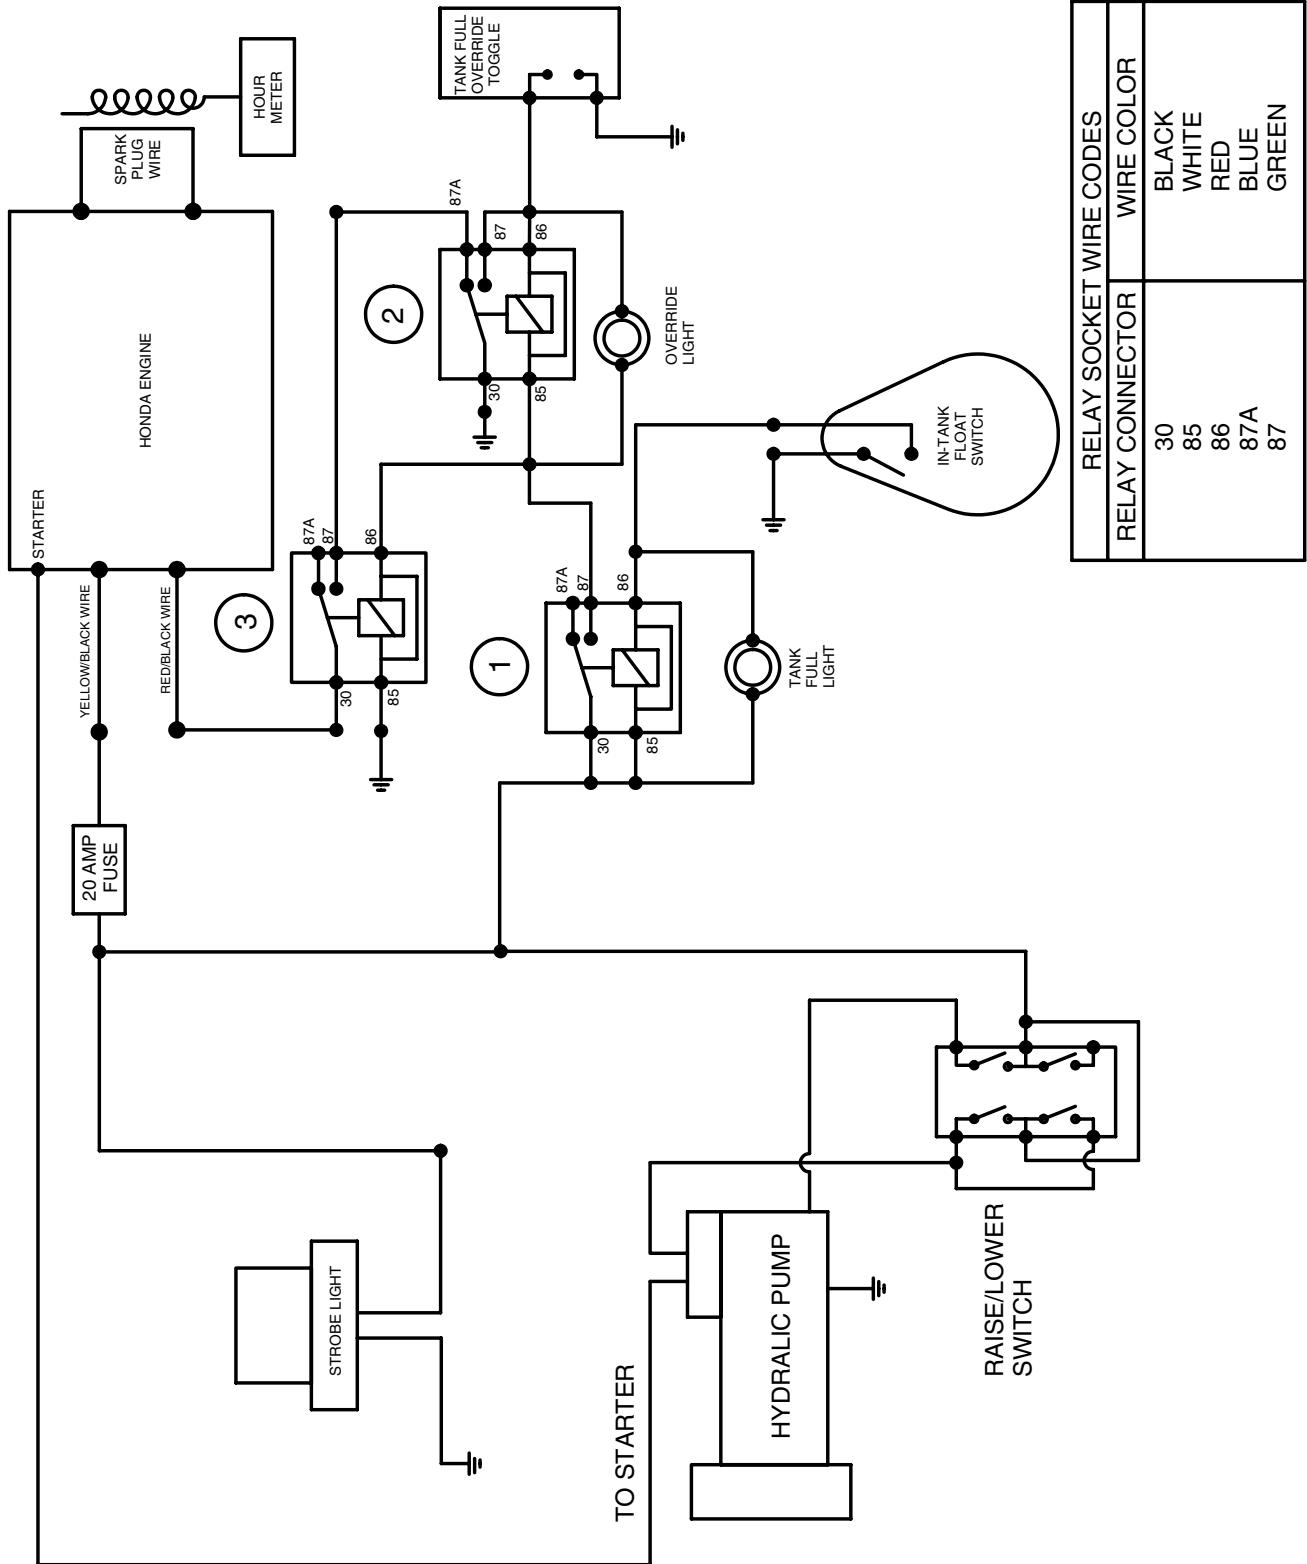 HOUR
METER
SPARK
PLUG
WIRE
HONDA ENGINE
STARTER
YELLOW/BLACK WIRE
RED/BLACK WIRE
20 AMP
FUSE
TANK FULL
OVERRIDE
TOGGLE
2
87A
87
86
30
85
OVERRIDE
LIGHT
3
87A
87
86
30
85
1
87A
87
86
30
85
TANK
FULL
LIGHT
IN-TANK
FLOAT
SWITCH
STROBE LIGHT
TO STARTER
HYDRALIC PUMP
RAISE/LOWER
SWITCH
RELAY SOCKET WIRE CODES
RELAY CONNECTOR WIRE COLOR
30 BLACK
85 WHITE
86 RED
87A BLUE
87 GREEN